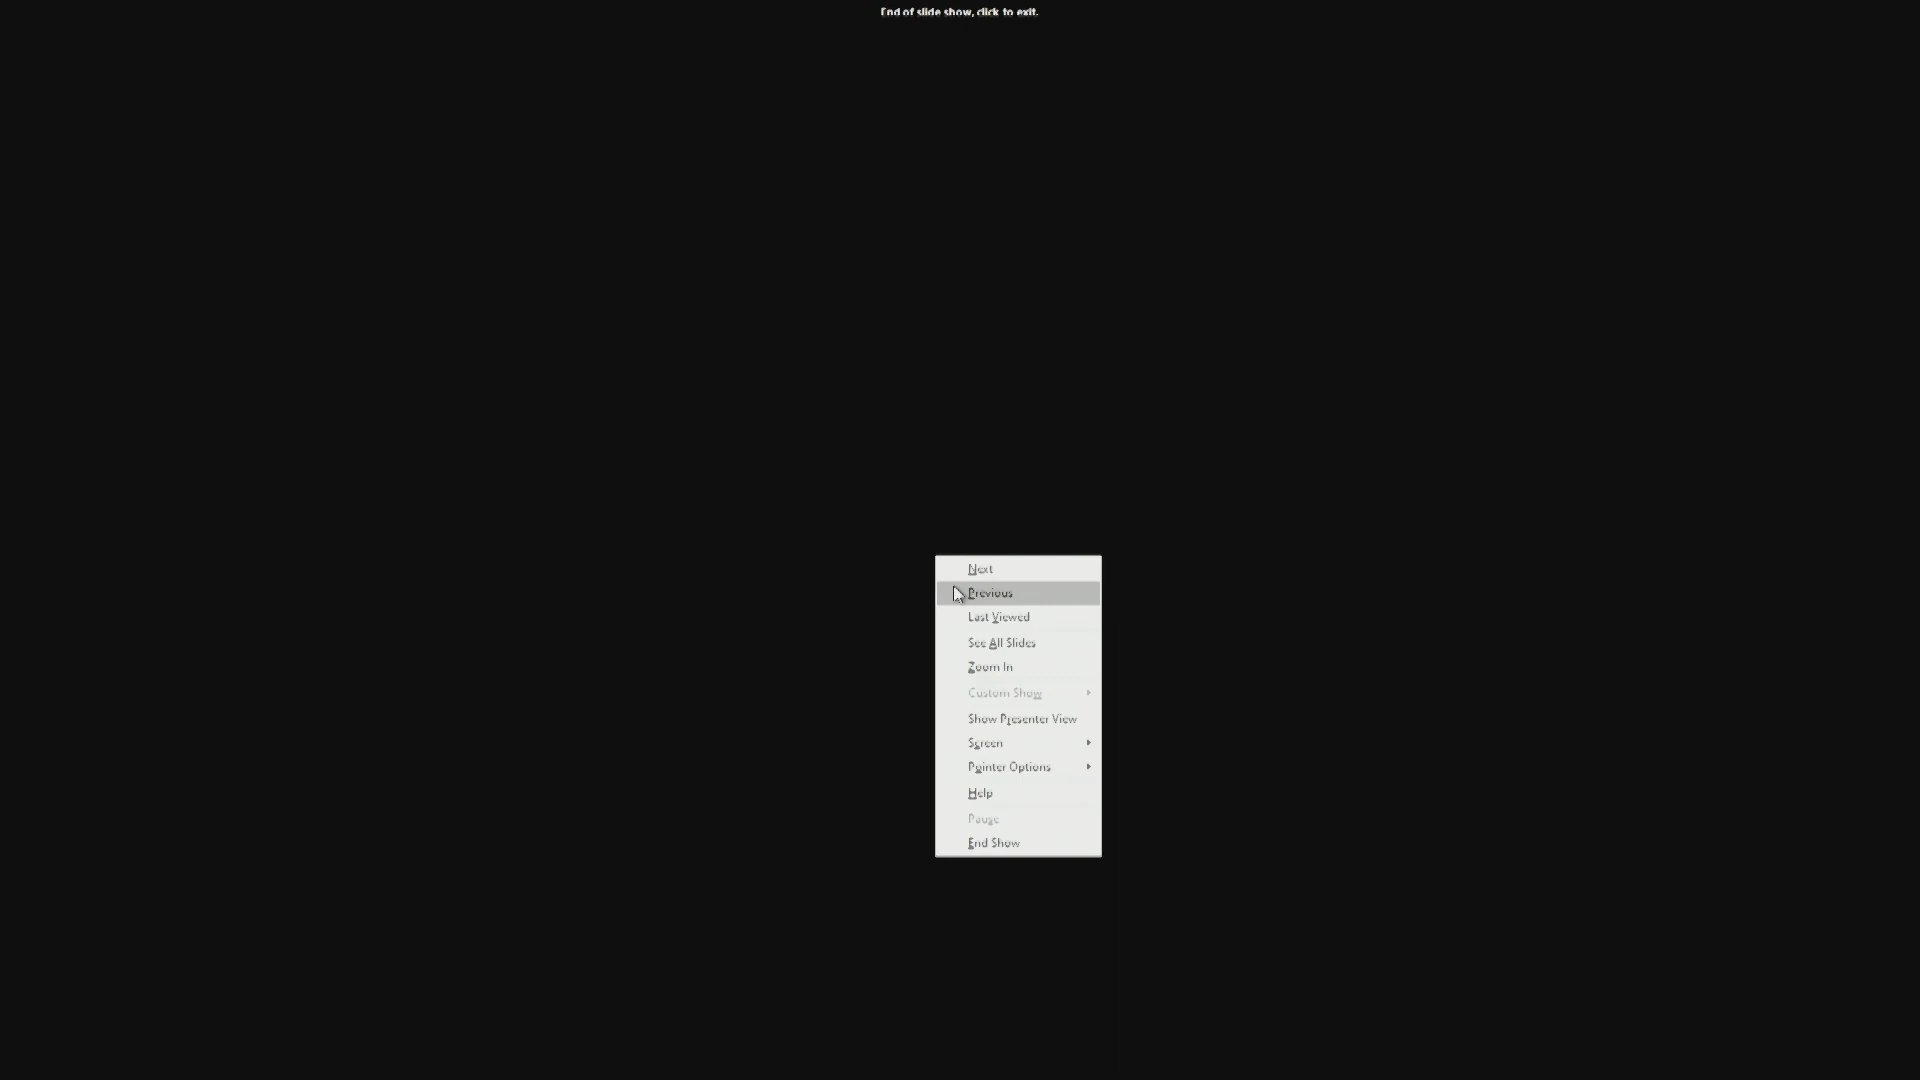 End of slide show, click to exit.
Next
Previous
Last Viewed
See All Slides
Zoom In
Custom Show
Show Presenter View
Screen
Pointer Options
Help
Pause
End Show